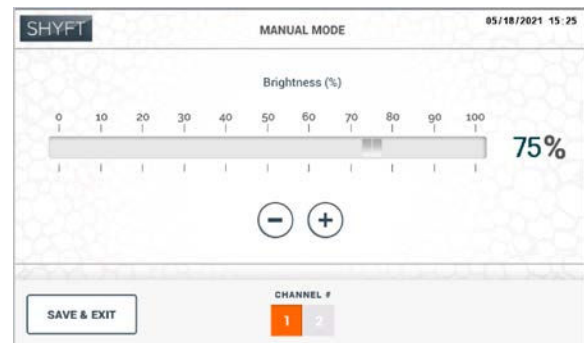 SHYFT
MANUAL MODE
05/18/2021 15:25
Brightness (%)
0 10 20 30 40 50 60 70 80 90 100
75%
SAVE & EXIT
CHANNEL #
1 2